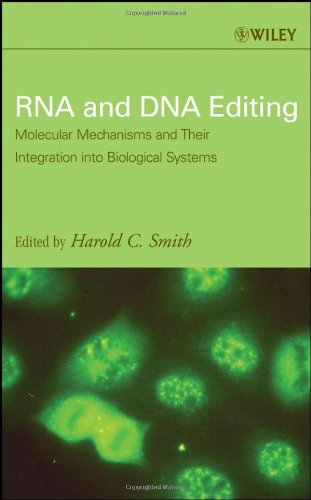 WILEY
RNA and DNA Editing
Molecular Mechanisms and Their
Integration into Biological Systems
Edited by Harold C. Smith